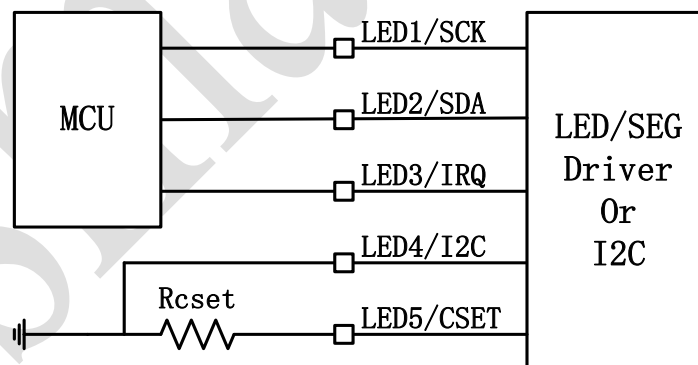 LED1/SCK
MCU
LED2/SDA
LED3/IRQ
LED4/I2C
Rcset
LED5/CSET
LED/SEG
Driver
Or
I2C